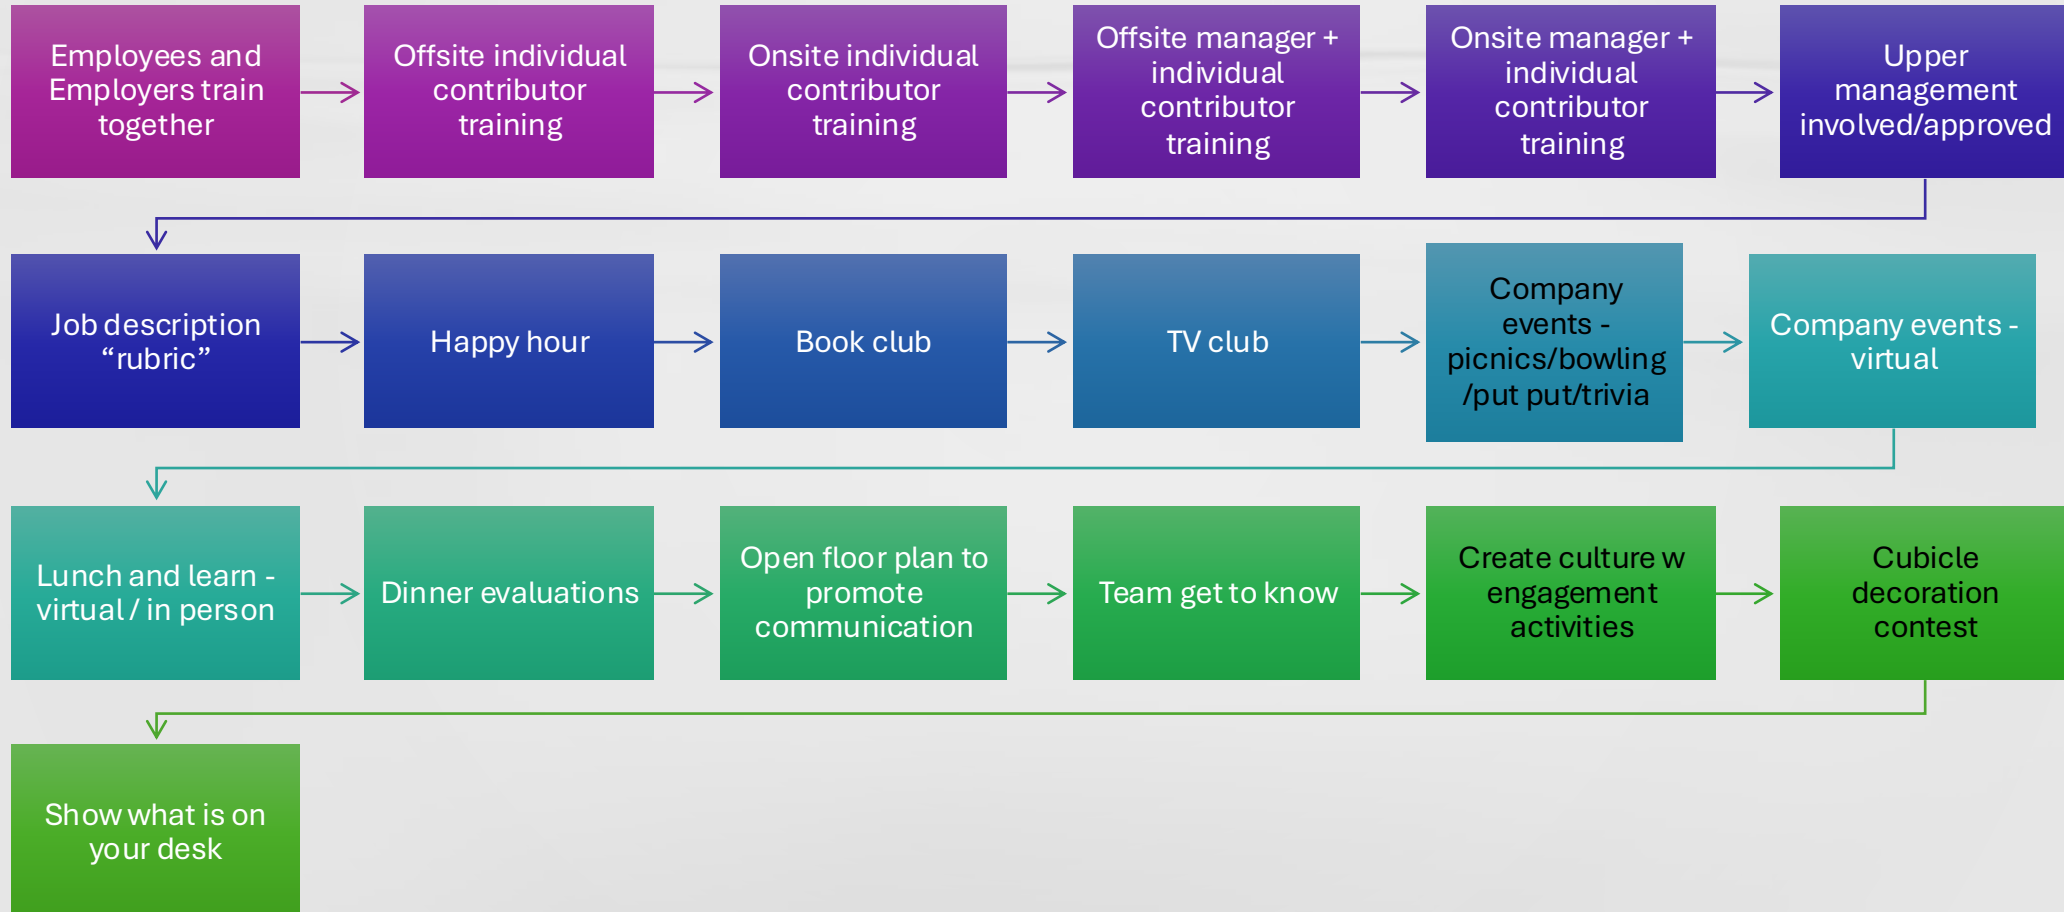 Employees and
Employers train
together
Offsite individual
contributor
training
Onsite individual
contributor
training
Offsite manager +
individual
contributor
training
Onsite manager +
individual
contributor
training
Upper
management
involved/approved
Job description
“rubric”
Happy hour
Book club
TV club
Company
events -
picnics/bowling
/put put/trivia
Company events -
virtual
Lunch and learn -
virtual / in person
Dinner evaluations
Open floor plan to
promote
communication
Team get to know
Create culture w
engagement
activities
Cubicle
decoration
contest
Show what is on
your desk